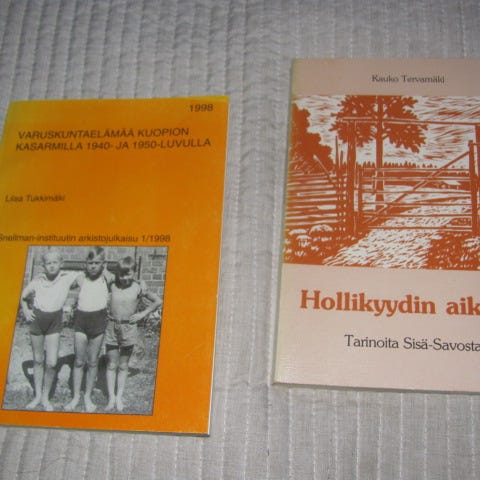 1998
VARUSKUNTAELÄMÄÄ KUOPION
KASARMILLA 1940- JA 1950-LUVULLA
Liisa Tukkimäki
Snellman-instituutin arkistojulkaisu 1/1998
Kauko Tervamäki
Hollikyydin aik
Tarinoita Sisä-Savosta